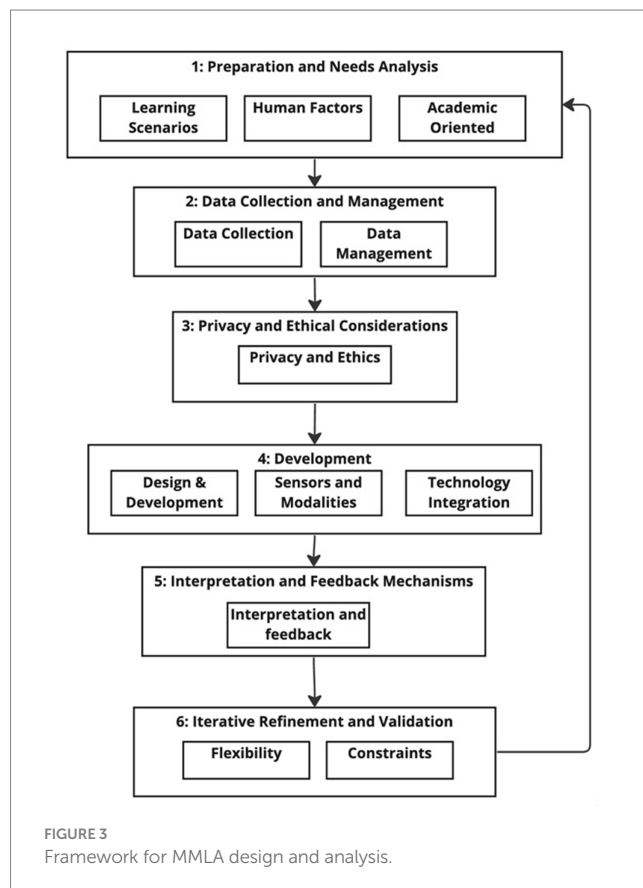 1: Preparation and Needs Analysis
Learning
Scenarios
Human Factors
Academic
Oriented
2: Data Collection and Management
Data Collection
Data
Management
3: Privacy and Ethical Considerations
Privacy and Ethics
4: Development
Design &
Development
Sensors and
Modalities
Technology
Integration
5: Interpretation and Feedback Mechanisms
Interpretation and
feedback
6: Iterative Refinement and Validation
Flexibility
Constraints
FIGURE 3
Framework for MMLA design and analysis.